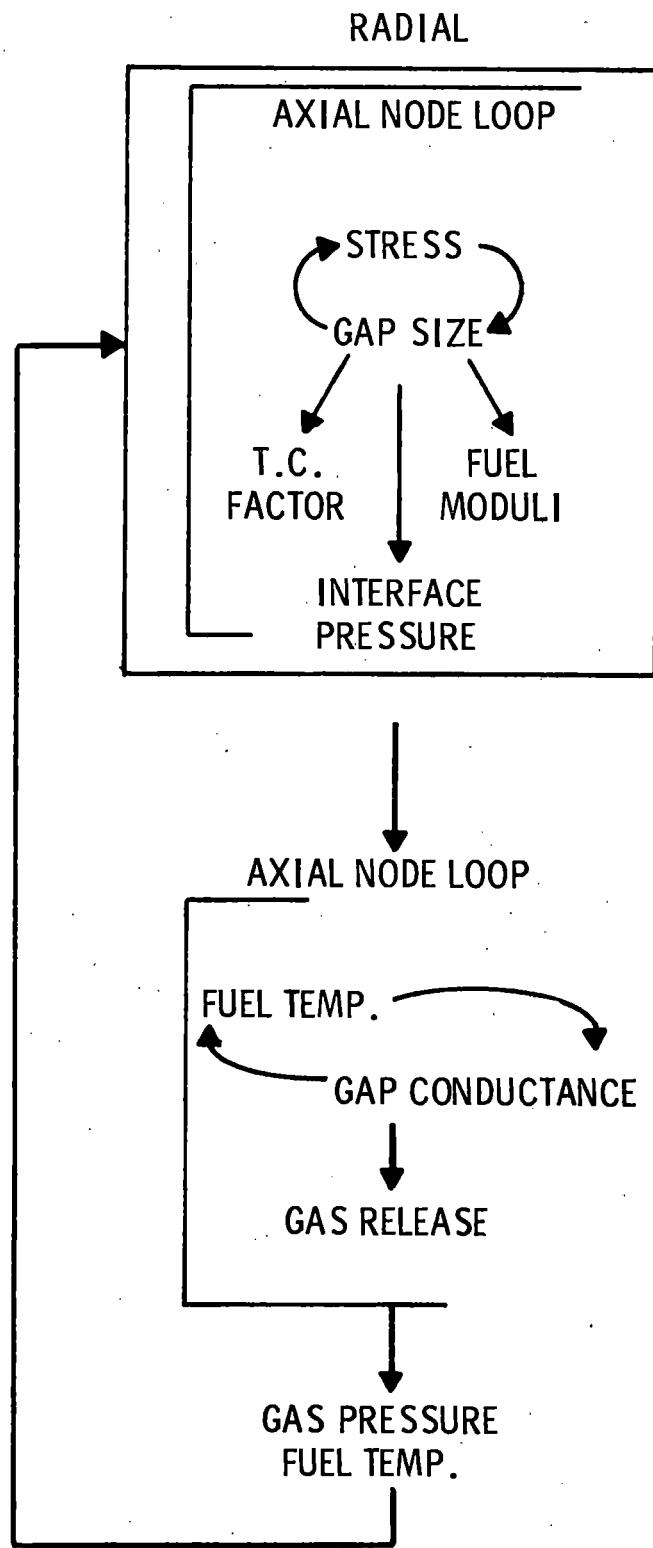 RADIAL
AXIAL NODE LOOP
STRESS
GAP SIZE
T.C.
FACTOR
FUEL
MODULI
INTERFACE
PRESSURE
AXIAL NODE LOOP
FUEL TEMP.
GAP CONDUCTANCE
GAS RELEASE
GAS PRESSURE
FUEL TEMP.